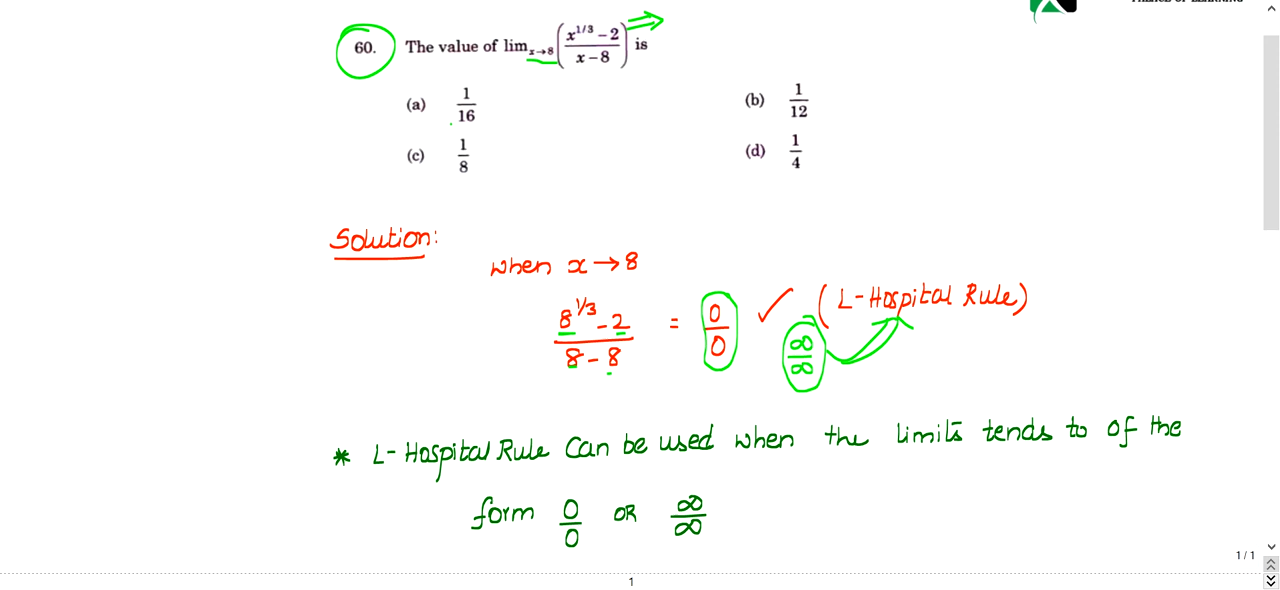 60. The value of lim x→8 (x^1/3 − 2 / x − 8) is
(a) 1/16 (b) 1/12
(c) 1/8 (d) 1/4
Solution:
when x → 8
8^1/3 − 2 / 8 − 8 = 0/0 ✓ (L-Hospital Rule)
∞/∞
* L-Hospital Rule Can be used when the limits tends to of the
form 0/0 OR ∞/∞
1 / 1
1